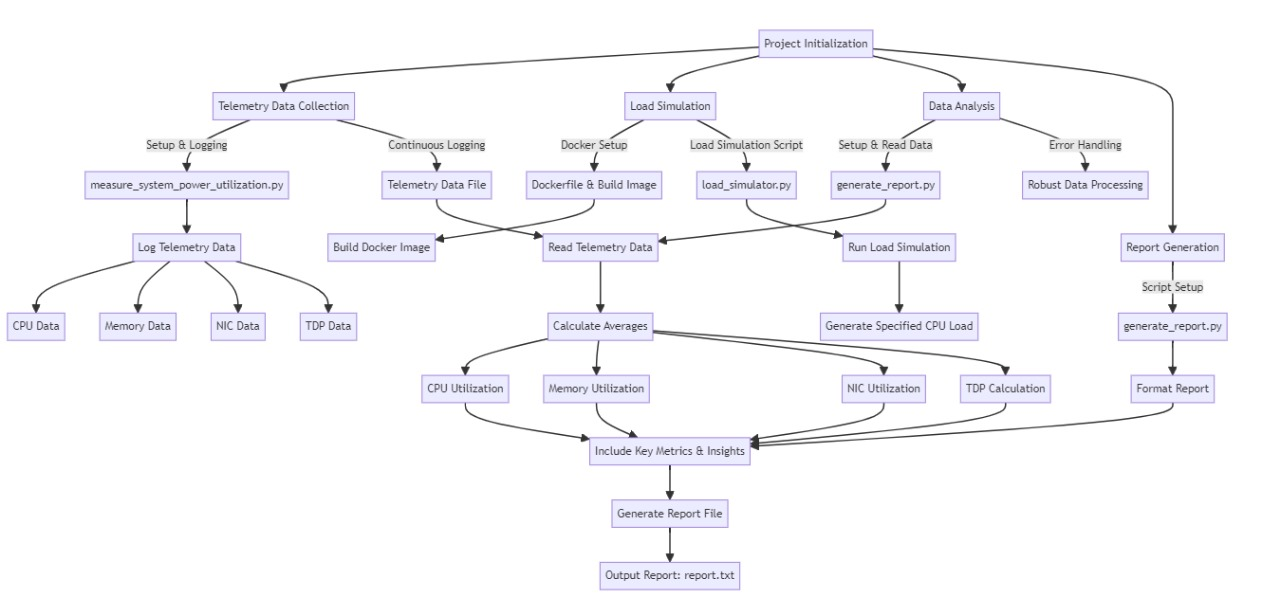 Project Initialization
Telemetry Data Collection
Load Simulation
Data Analysis
Setup & Logging
Continuous Logging
Docker Setup
Load Simulation Script
Setup & Read Data
Error Handling
measure_system_power_utilization.py
Telemetry Data File
Dockerfile & Build Image
load_simulator.py
generate_report.py
Robust Data Processing
Log Telemetry Data
Build Docker Image
Read Telemetry Data
Run Load Simulation
Report Generation
Script Setup
CPU Data
Memory Data
NIC Data
TDP Data
Calculate Averages
Generate Specified CPU Load
generate_report.py
CPU Utilization
Memory Utilization
NIC Utilization
TDP Calculation
Format Report
Include Key Metrics & Insights
Generate Report File
Output Report: report.txt